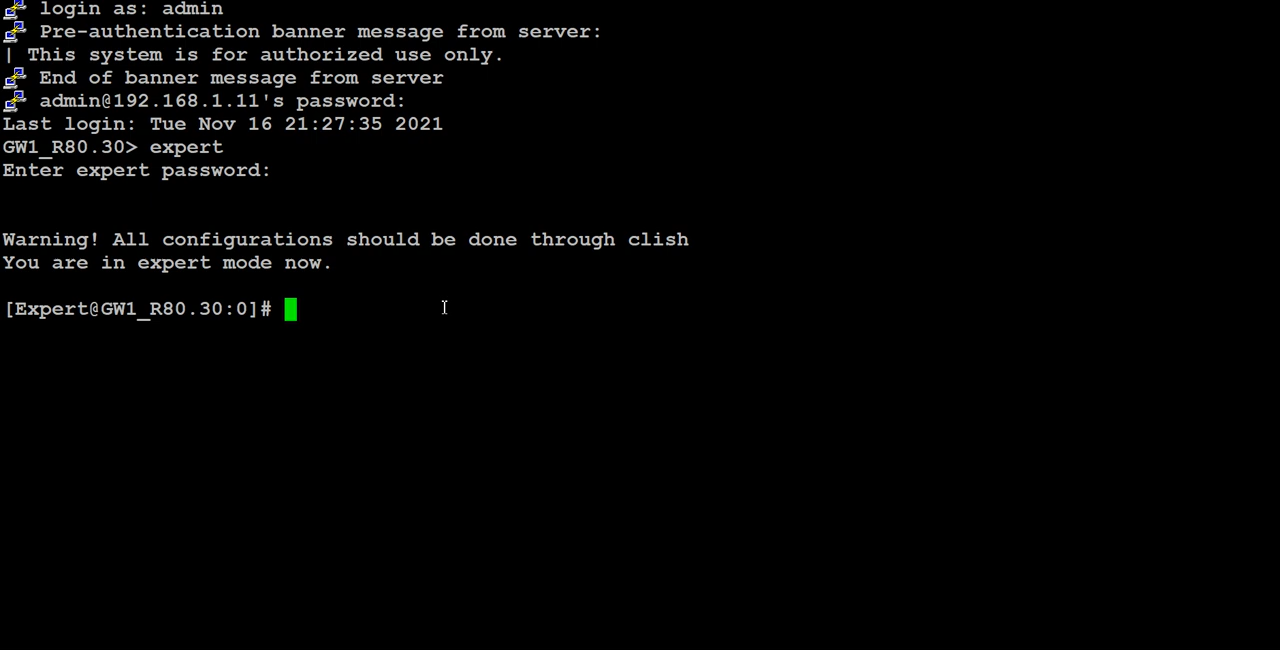 login as: admin
Pre-authentication banner message from server:
| This system is for authorized use only.
End of banner message from server
admin@192.168.1.11's password:
Last login: Tue Nov 16 21:27:35 2021
GW1_R80.30> expert
Enter expert password:
Warning! All configurations should be done through clish
You are in expert mode now.
[Expert@GW1_R80.30:0]#